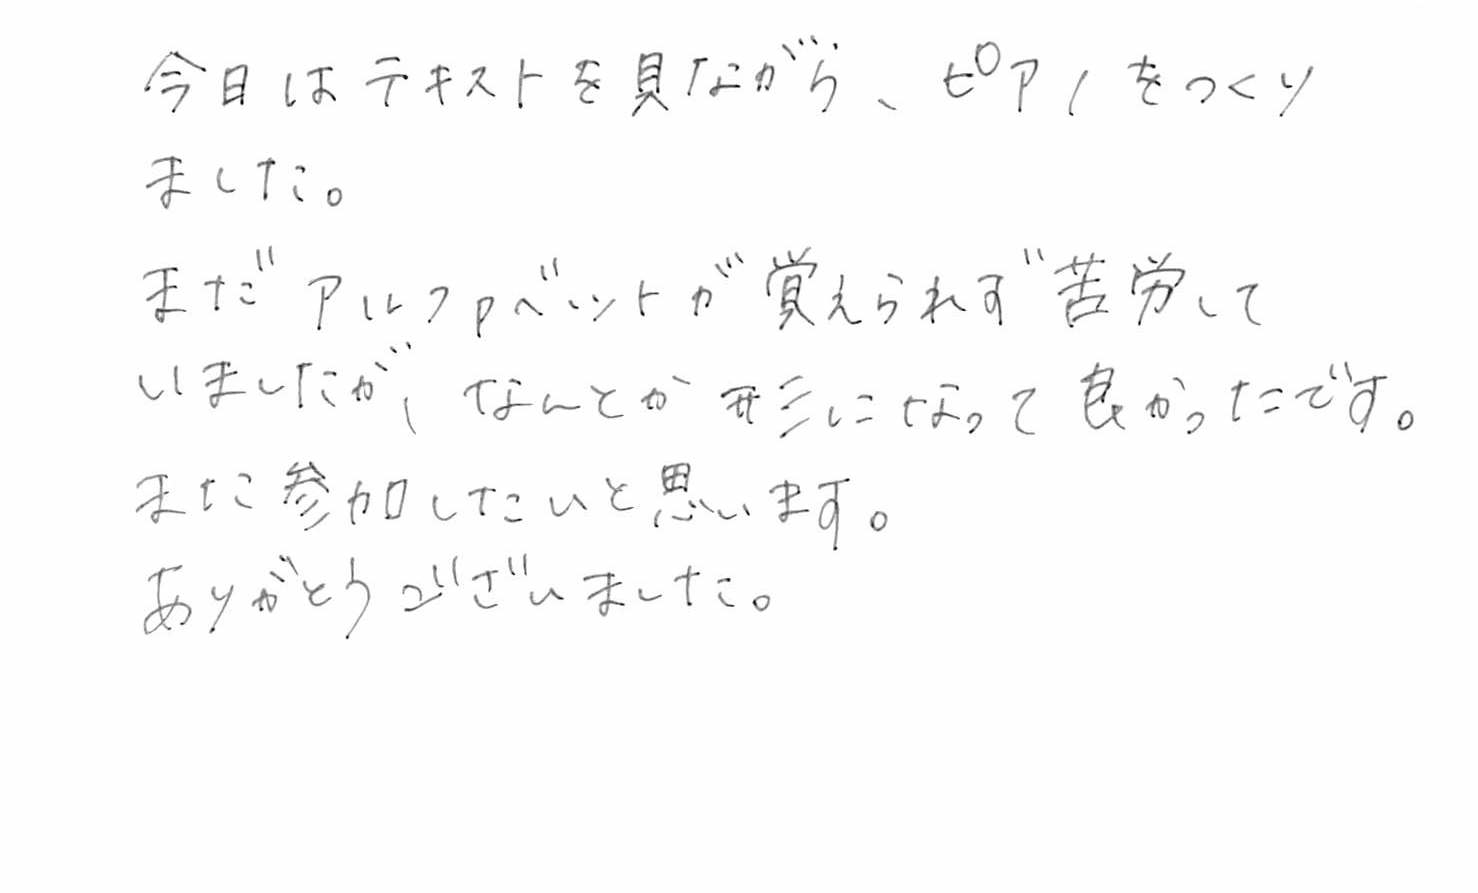 今日はテキストを見ながら、ピアノをつくり
ました。
まだアルファベットが覚えられず苦労して
いましたが、なんとか形になって良かったです。
また参加したいと思います。
ありがとうございました。